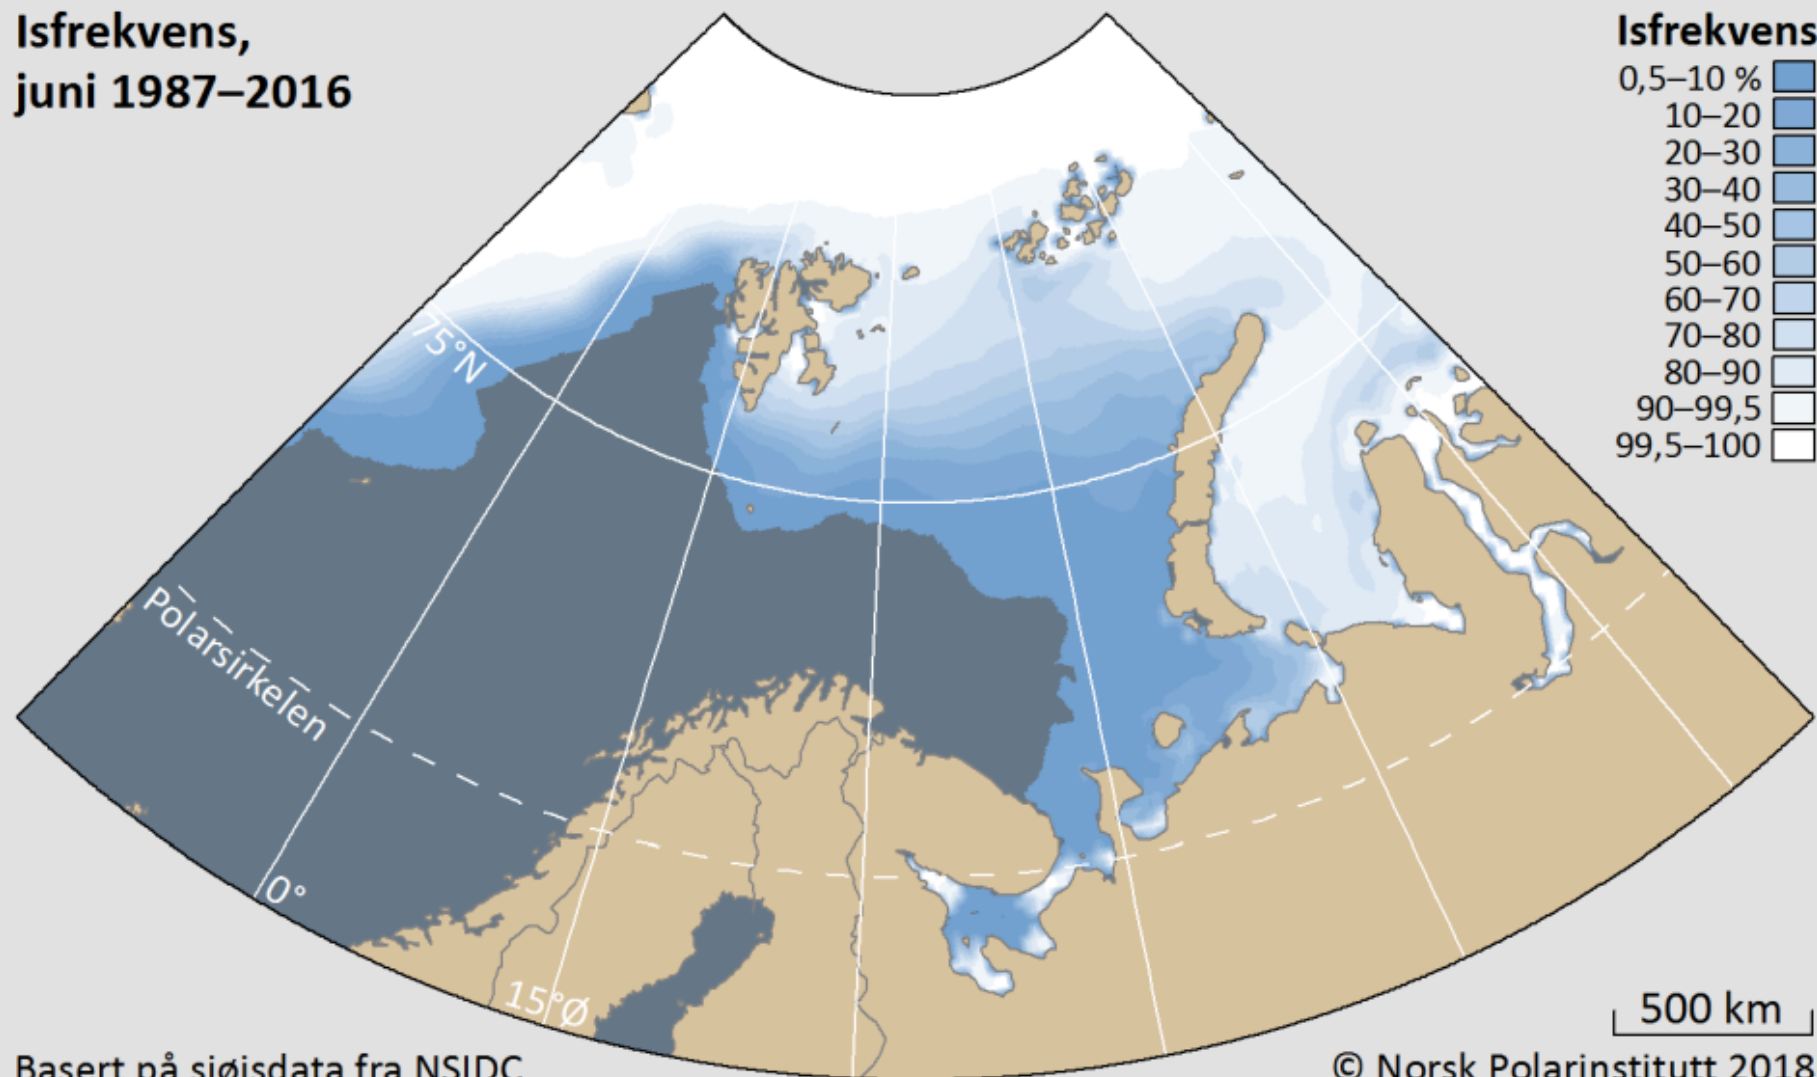 Isfrekvens,
juni 1987–2016
Isfrekvens
0,5–10 %
10–20
20–30
30–40
40–50
50–60
60–70
70–80
80–90
90–99,5
99,5–100
75°N
Polarsirkelen
0°
15°Ø
500 km
Basert på sjøisdata fra NSIDC
© Norsk Polarinstitutt 2018